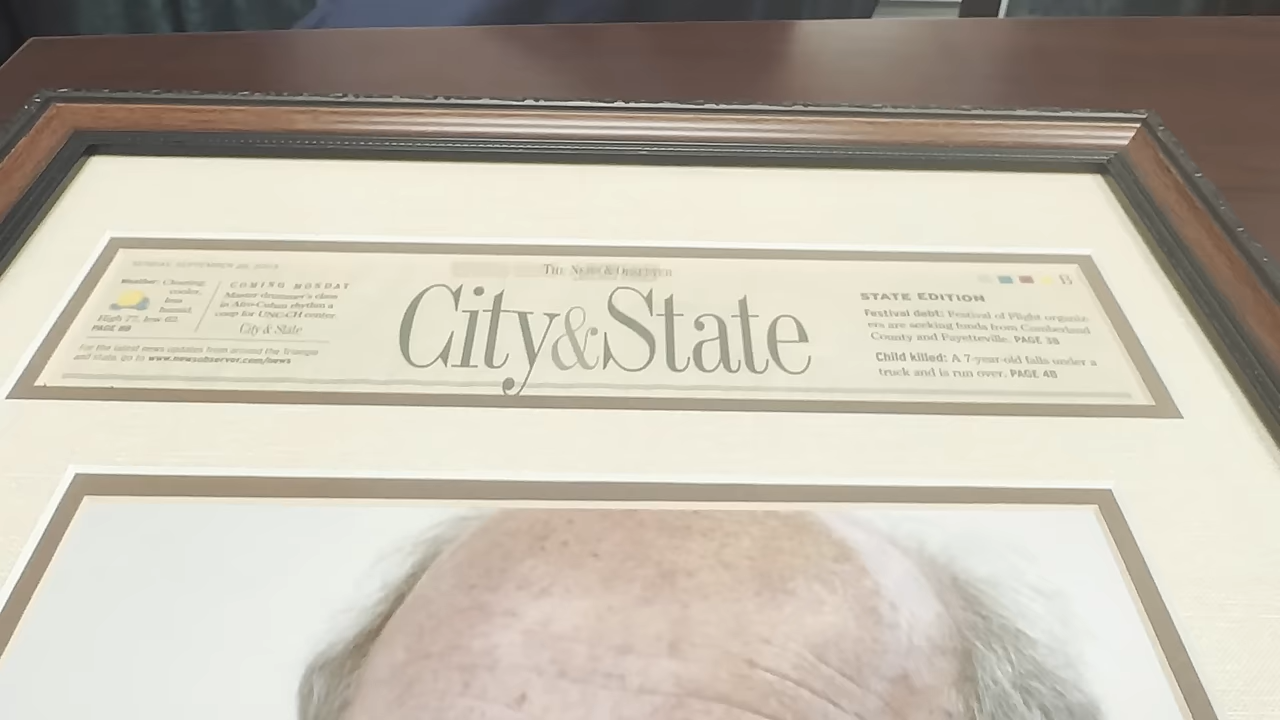 SUNDAY, SEPTEMBER
THE NEWS & OBSERVER
B
Weather: Clouding,
cooler,
less
humid.
High 77, low 62.
PAGE 8B
COMING MONDAY
Master drummer's class
in Afro-Cuban rhythm a
coup for UNC-CH center.
City & State
For the latest news updates from around the Triangle
and state, go to www.newsobserver.com/news
City&State
STATE EDITION
Festival debt: Festival of Flight organiz-
ers are seeking funds from Cumberland
County and Fayetteville. PAGE 3B
Child killed: A 7-year-old falls under a
truck and is run over. PAGE 4B